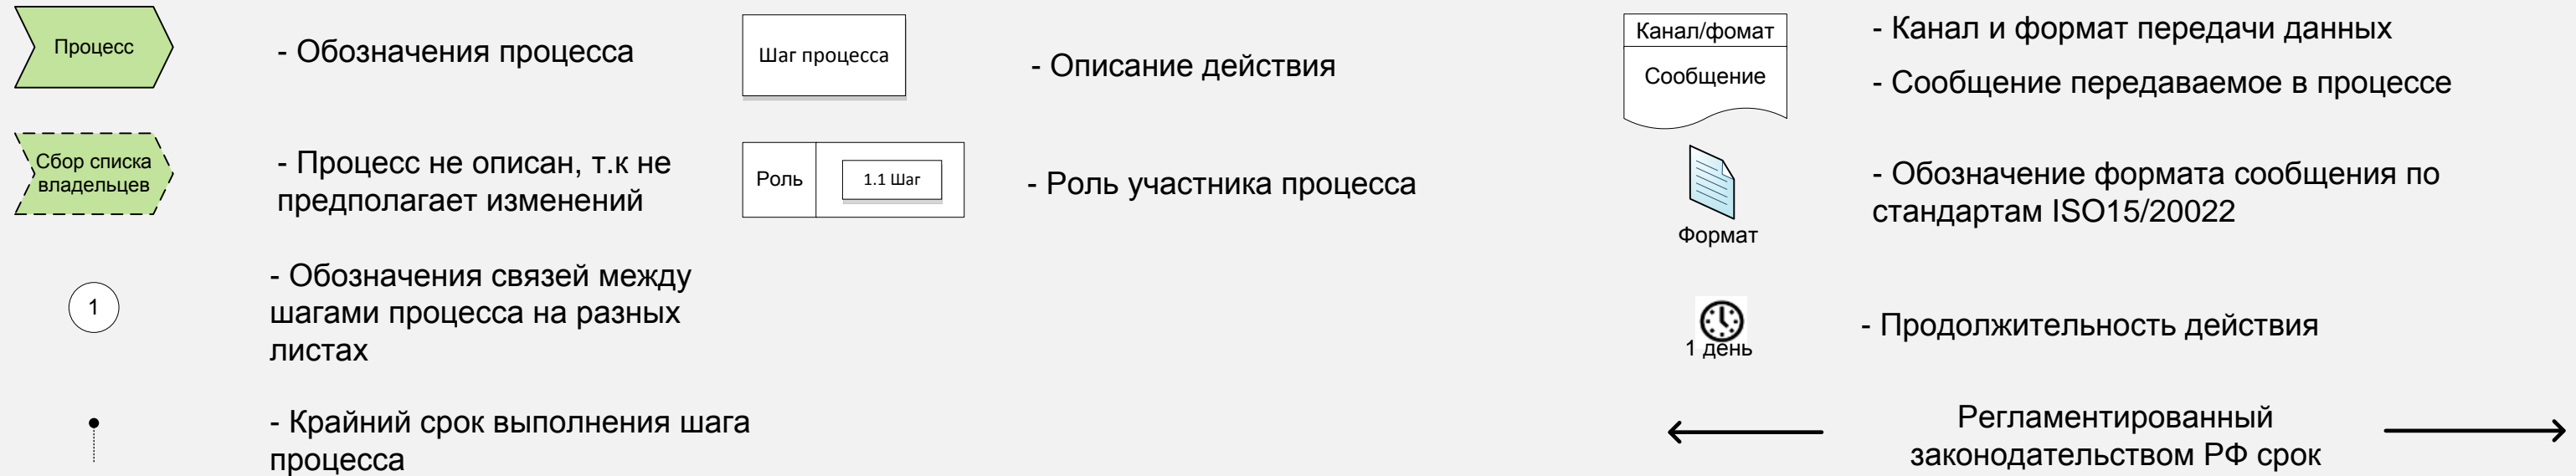 Процесс
- Обозначения процесса
Сбор списка
владельцев
- Процесс не описан, т.к не
предполагает изменений
1
- Обозначения связей между
шагами процесса на разных
листах
- Крайний срок выполнения шага
процесса
Шаг процесса
- Описание действия
Роль
1.1 Шаг
- Роль участника процесса
Канал/фомат
Сообщение
- Канал и формат передачи данных
- Сообщение передаваемое в процессе
Формат
- Обозначение формата сообщения по
стандартам ISO15/20022
1 день
- Продолжительность действия
Регламентированный
законодательством РФ срок